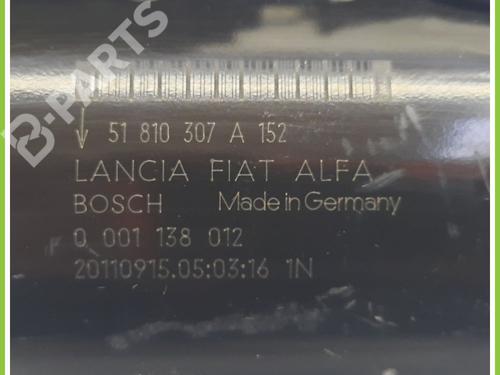 B-PARTS
↓ 51 810 307 A 152
LANCIA FIAT ALFA
BOSCH Made in Germany
0 001 138 012
20110915.05:03:16 1N